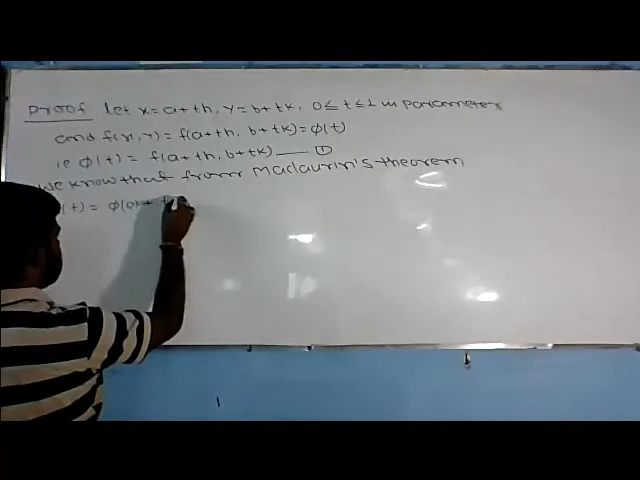 Proof let x = a + th, y = b + tk, 0 ≤ t ≤ 1 in parameter
and f(x, y) = f(a + th, b + tk) = φ(t)
ie φ(t) = f(a + th, b + tk) —— ①
we know that from Maclaurin's theorem
(t) = φ(0) + t